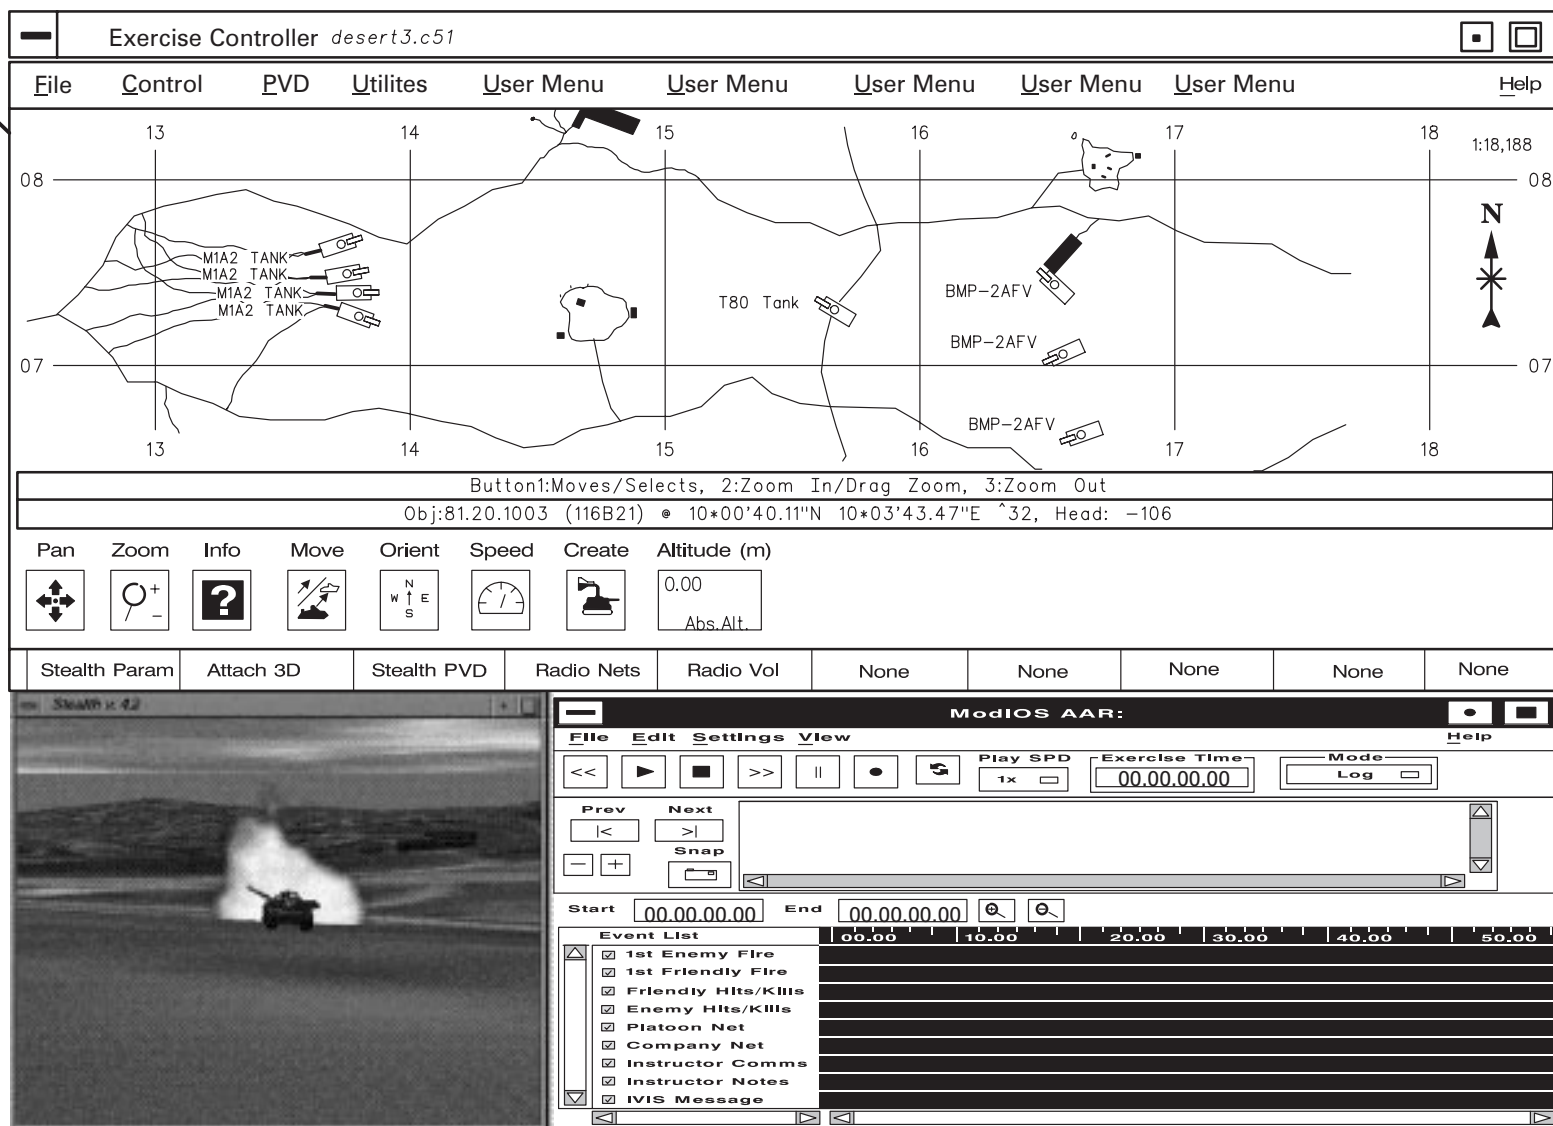 Exercise Controller desert3.c51
File Control PVD Utilites User Menu User Menu User Menu User Menu User Menu Help
13 14 15 16 17 18 1:18,188
08 08
N
M1A2 TANK
M1A2 TANK
M1A2 TANK
M1A2 TANK
T80 Tank
BMP-2AFV
BMP-2AFV
07 07
BMP-2AFV
13 14 15 16 17 18
Button1:Moves/Selects, 2:Zoom In/Drag Zoom, 3:Zoom Out
Obj:81.20.1003 (116B21) @ 10*00'40.11"N 10*03'43.47"E ^32, Head: -106
Pan Zoom Info Move Orient Speed Create Altitude (m)
+ - ? N W E S 0.00
Abs.Alt.
Stealth Param Attach 3D Stealth PVD Radio Nets Radio Vol None None None None None
Stealth v. 4.2
ModIOS AAR:
File Edit Settings View Help
<< >> || Play SPD 1x Exercise Time 00.00.00.00 Mode Log
Prev Next
|< >|
Snap
- +
Start 00.00.00.00 End 00.00.00.00
Event List 00.00 10.00 20.00 30.00 40.00 50.00
1st Enemy Fire
1st Friendly Fire
Friendly Hits/Kills
Enemy Hits/Kills
Platoon Net
Company Net
Instructor Comms
Instructor Notes
IVIS Message